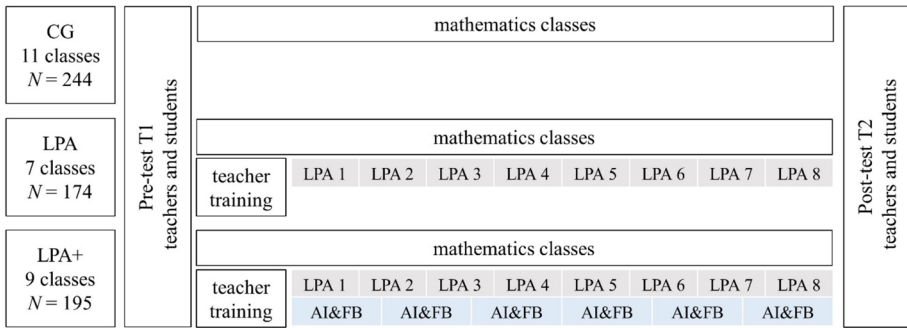 CG
11 classes
N = 244
Pre-test T1
teachers and students
mathematics classes
Post-test T2
teachers and students
LPA
7 classes
N = 174
mathematics classes
teacher
training
LPA 1 LPA 2 LPA 3 LPA 4 LPA 5 LPA 6 LPA 7 LPA 8
LPA+
9 classes
N = 195
mathematics classes
teacher
training
LPA 1 LPA 2 LPA 3 LPA 4 LPA 5 LPA 6 LPA 7 LPA 8
AI&FB AI&FB AI&FB AI&FB AI&FB AI&FB